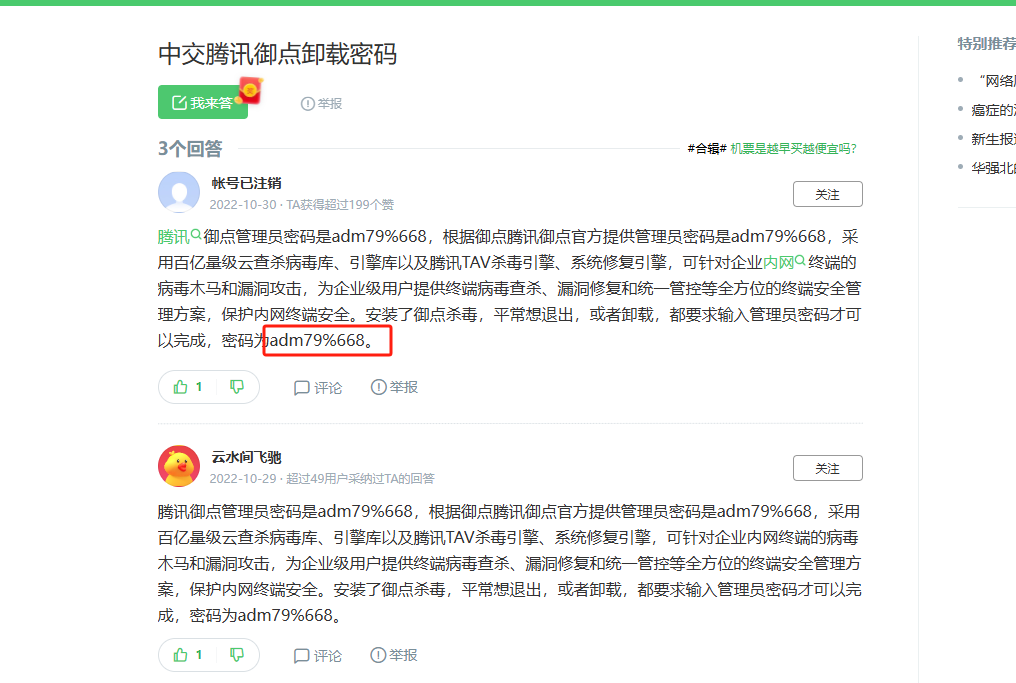 中交腾讯御点卸载密码
特别推荐
我来答
举报
“网络
3个回答
#合辑# 机票是越早买越便宜吗?
癌症的
帐号已注销
新生报
2022-10-30 · TA获得超过199个赞
关注
华强北
腾讯御点管理员密码是adm79%668，根据御点腾讯御点官方提供管理员密码是adm79%668，采
用百亿量级云查杀病毒库、引擎库以及腾讯TAV杀毒引擎、系统修复引擎，可针对企业内网终端的
病毒木马和漏洞攻击，为企业级用户提供终端病毒查杀、漏洞修复和统一管控等全方位的终端安全管
理方案，保护内网终端安全。安装了御点杀毒，平常想退出，或者卸载，都要求输入管理员密码才可
以完成，密码为adm79%668。
1
评论
举报
云水间飞驰
2022-10-29 · 超过49用户采纳过TA的回答
关注
腾讯御点管理员密码是adm79%668，根据御点腾讯御点官方提供管理员密码是adm79%668，采用
百亿量级云查杀病毒库、引擎库以及腾讯TAV杀毒引擎、系统修复引擎，可针对企业内网终端的病毒
木马和漏洞攻击，为企业级用户提供终端病毒查杀、漏洞修复和统一管控等全方位的终端安全管理方
案，保护内网终端安全。安装了御点杀毒，平常想退出，或者卸载，都要求输入管理员密码才可以完
成，密码为adm79%668。
1
评论
举报